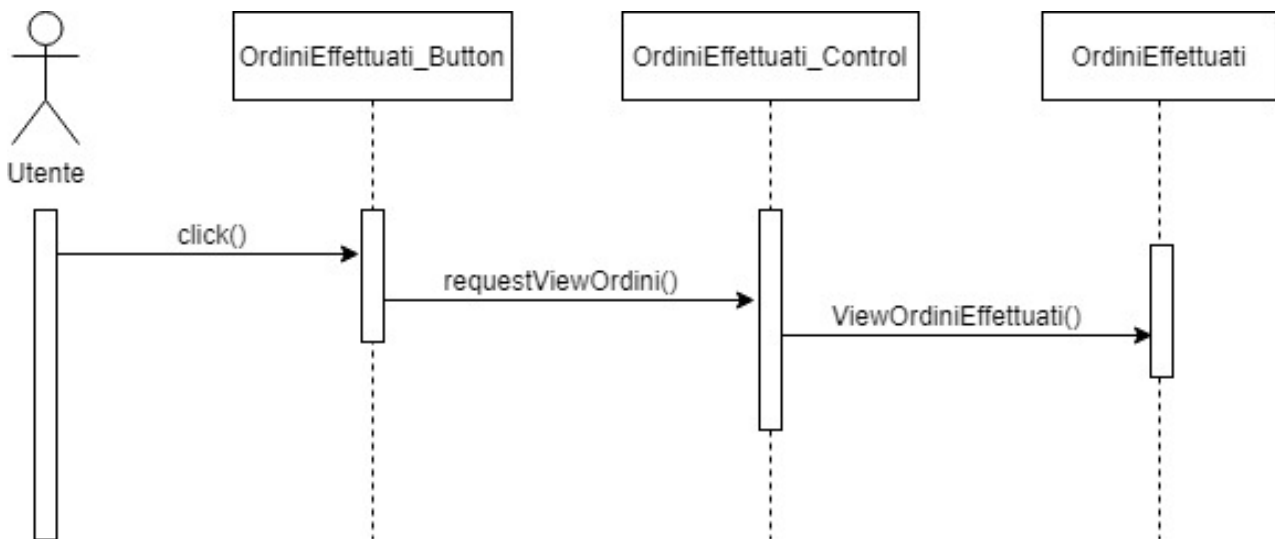 OrdiniEffettuati_Button
OrdiniEffettuati_Control
OrdiniEffettuati
Utente
click()
requestViewOrdini()
ViewOrdiniEffettuati()